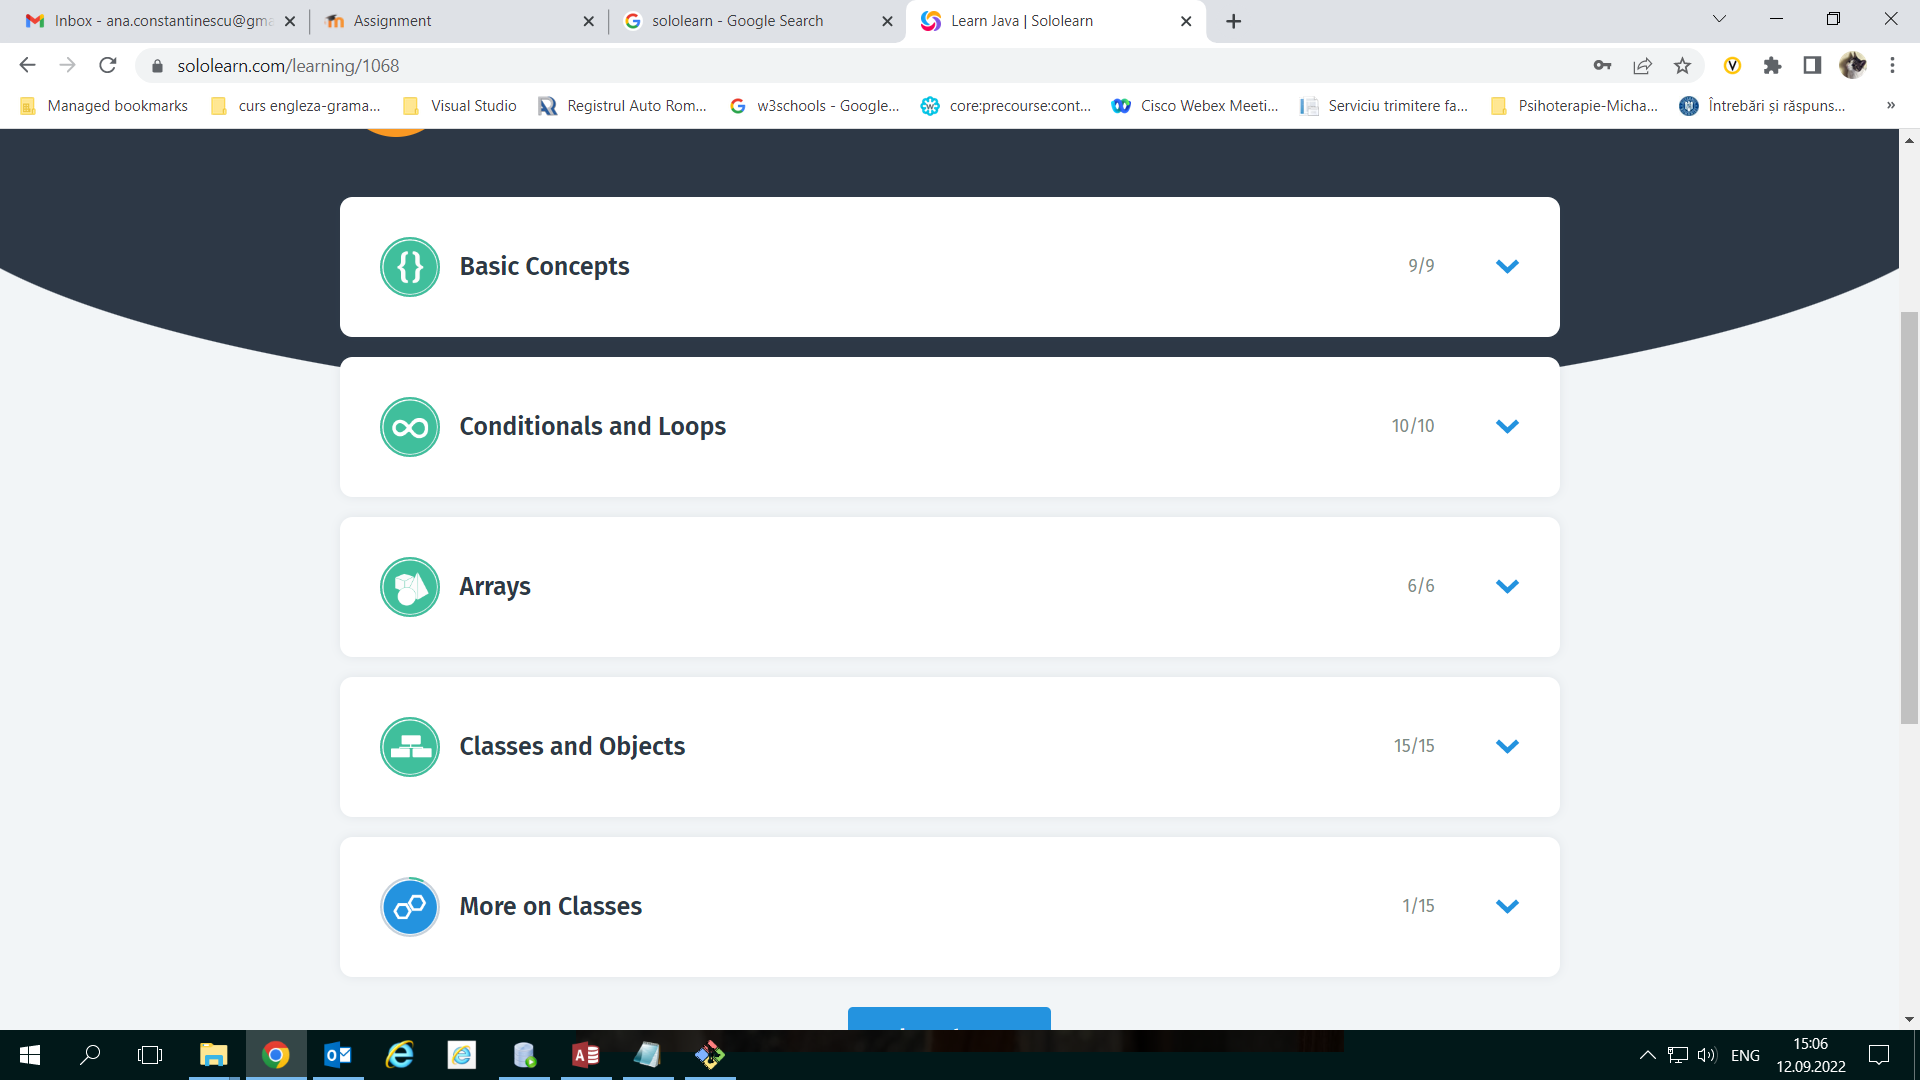 Inbox - ana.constantinescu@gma
Assignment
sololearn - Google Search
Learn Java | Sololearn
sololearn.com/learning/1068
Managed bookmarks
curs engleza-grama...
Visual Studio
Registrul Auto Rom...
w3schools - Google...
core:precourse:cont...
Cisco Webex Meeti...
Serviciu trimitere fa...
Psihoterapie-Micha...
Întrebări și răspuns...
»
Basic Concepts
9/9
Conditionals and Loops
10/10
Arrays
6/6
Classes and Objects
15/15
More on Classes
1/15
ENG
15:06
12.09.2022